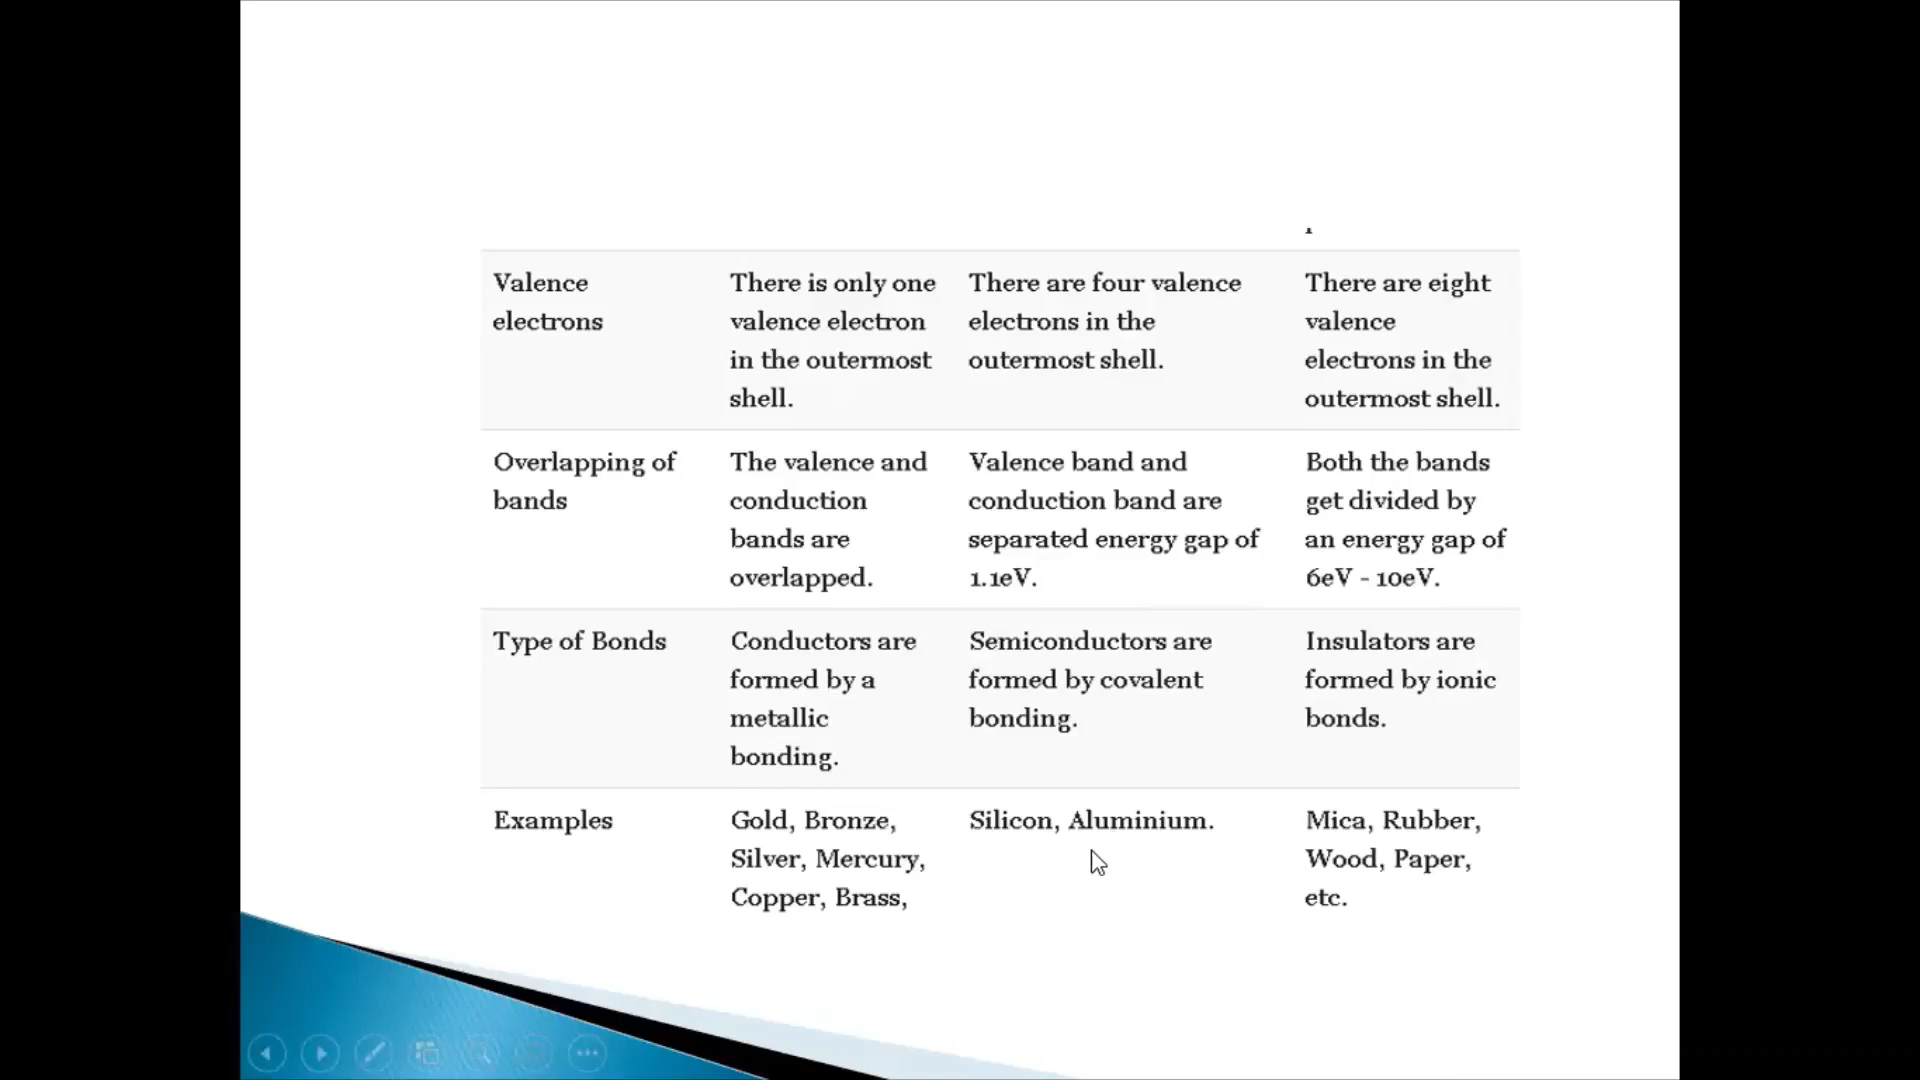 Valence
electrons
There is only one
valence electron
in the outermost
shell.
There are four valence
electrons in the
outermost shell.
There are eight
valence
electrons in the
outermost shell.
Overlapping of
bands
The valence and
conduction
bands are
overlapped.
Valence band and
conduction band are
separated energy gap of
1.1eV.
Both the bands
get divided by
an energy gap of
6eV - 10eV.
Type of Bonds
Conductors are
formed by a
metallic
bonding.
Semiconductors are
formed by covalent
bonding.
Insulators are
formed by ionic
bonds.
Examples
Gold, Bronze,
Silver, Mercury,
Copper, Brass,
Silicon, Aluminium.
Mica, Rubber,
Wood, Paper,
etc.